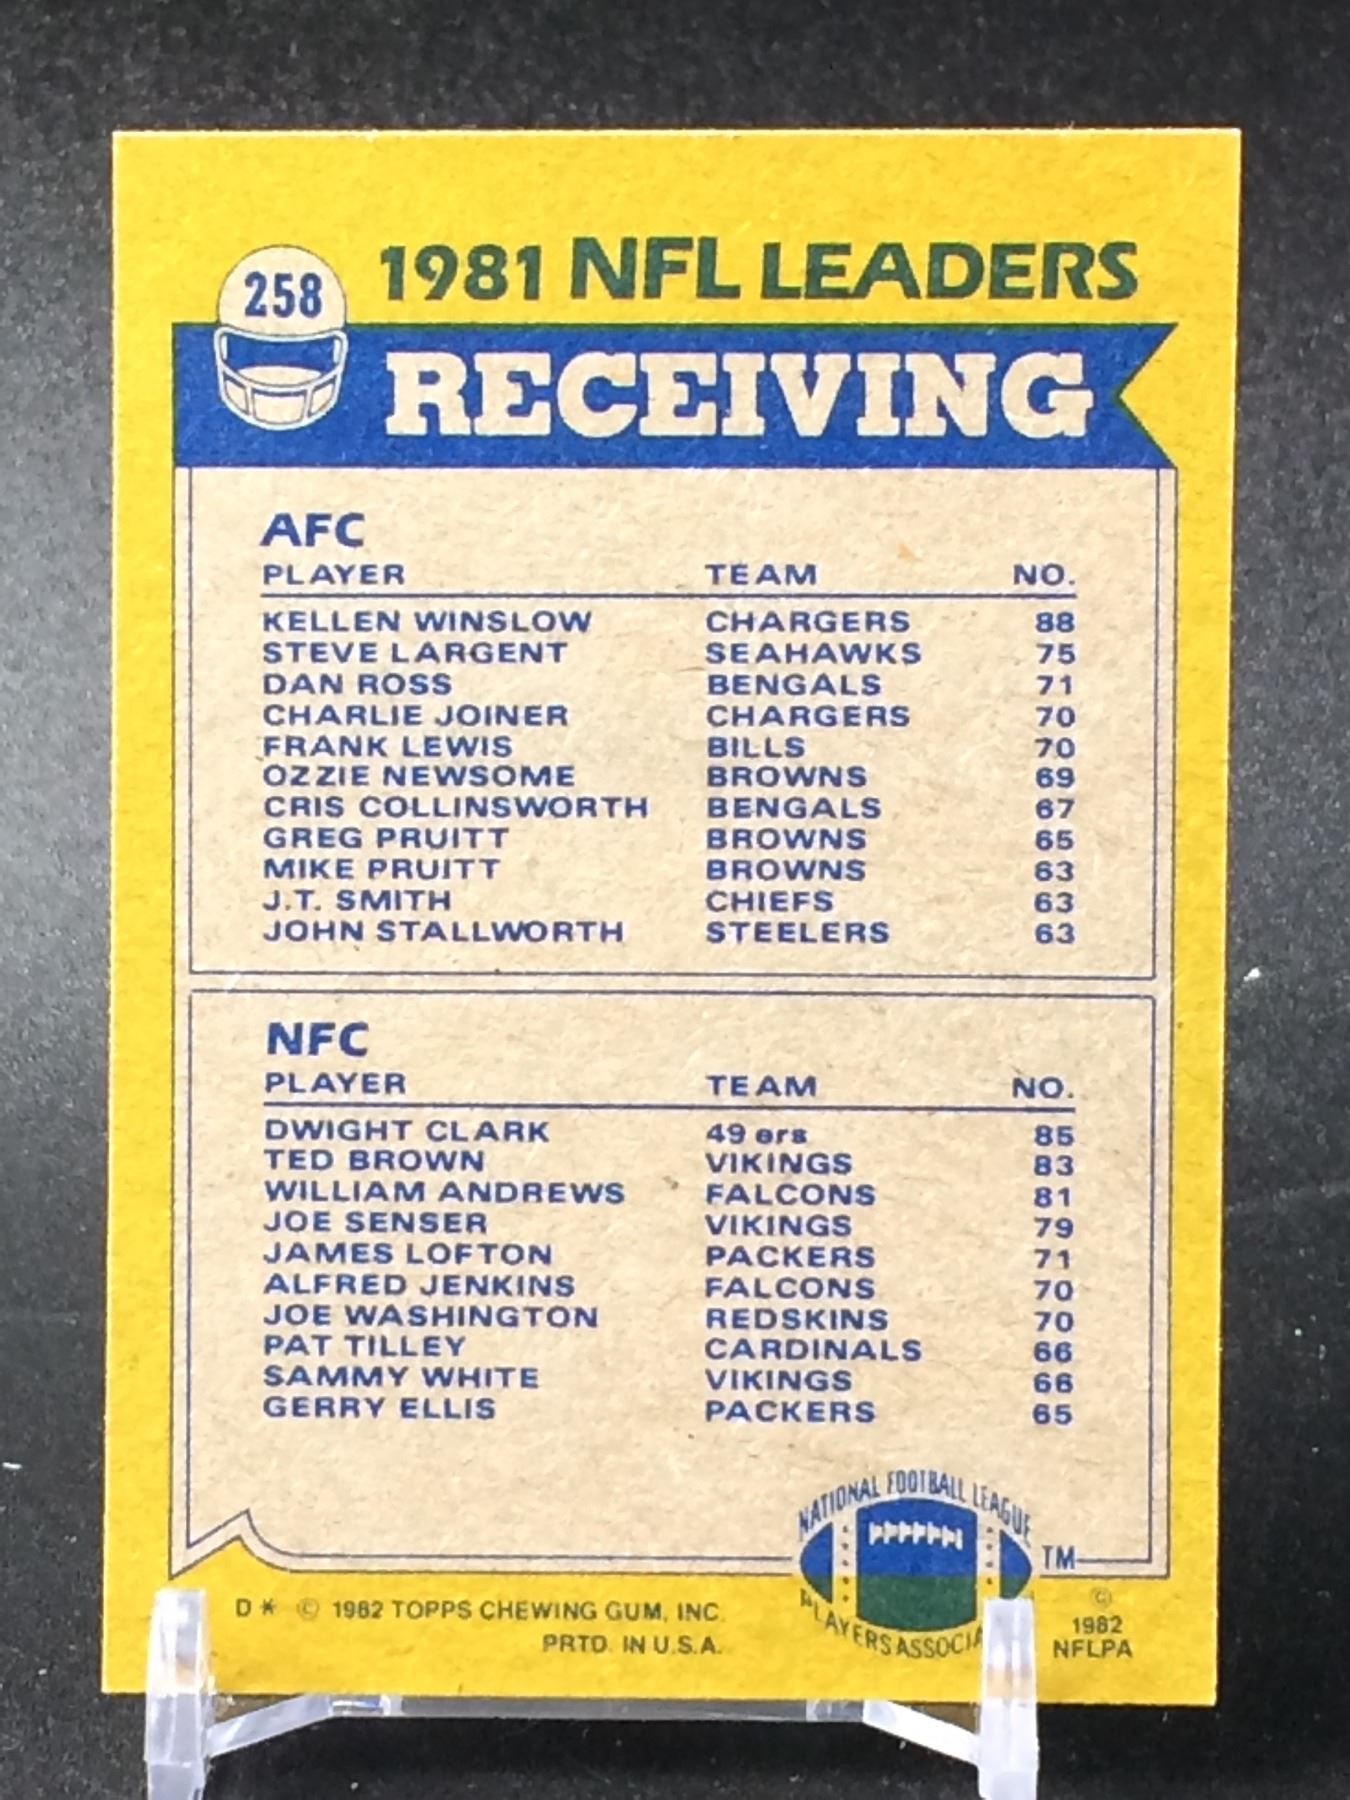 258
1981 NFL LEADERS
RECEIVING
AFC
PLAYER TEAM NO.
KELLEN WINSLOW CHARGERS 88
STEVE LARGENT SEAHAWKS 75
DAN ROSS BENGALS 71
CHARLIE JOINER CHARGERS 70
FRANK LEWIS BILLS 70
OZZIE NEWSOME BROWNS 69
CRIS COLLINSWORTH BENGALS 67
GREG PRUITT BROWNS 65
MIKE PRUITT BROWNS 63
J.T. SMITH CHIEFS 63
JOHN STALLWORTH STEELERS 63
NFC
PLAYER TEAM NO.
DWIGHT CLARK 49ers 85
TED BROWN VIKINGS 83
WILLIAM ANDREWS FALCONS 81
JOE SENSER VIKINGS 79
JAMES LOFTON PACKERS 71
ALFRED JENKINS FALCONS 70
JOE WASHINGTON REDSKINS 70
PAT TILLEY CARDINALS 66
SAMMY WHITE VIKINGS 66
GERRY ELLIS PACKERS 65
NATIONAL FOOTBALL LEAGUE
PLAYERS
TM
D* © 1982 TOPPS CHEWING GUM, INC.
PRTD. IN U.S.A.
©
1982
NFLPA